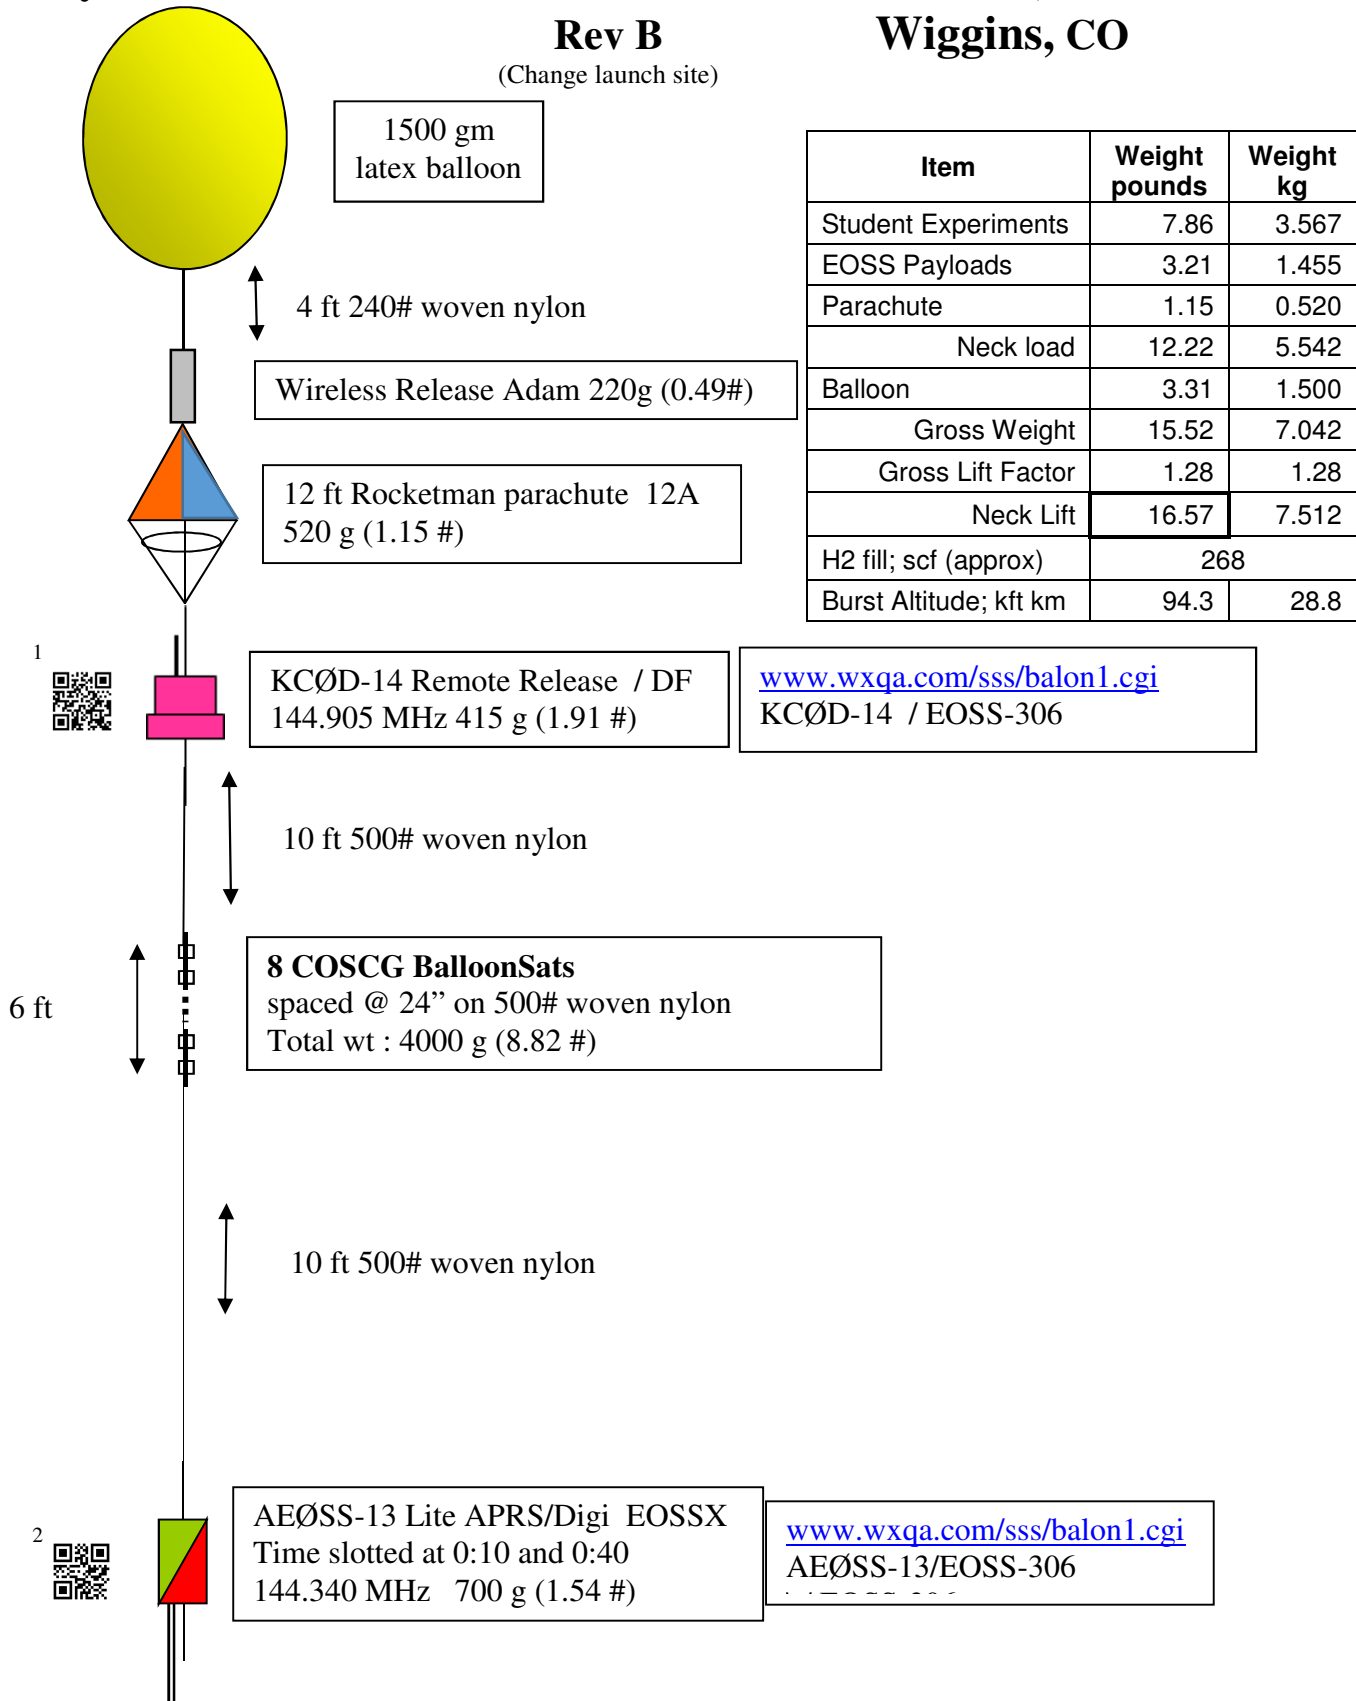 Rev B
(Change launch site)
Wiggins, CO
1500 gm
latex balloon
Item Weight pounds Weight kg
Student Experiments 7.86 3.567
EOSS Payloads 3.21 1.455
Parachute 1.15 0.520
Neck load 12.22 5.542
Balloon 3.31 1.500
Gross Weight 15.52 7.042
Gross Lift Factor 1.28 1.28
Neck Lift 16.57 7.512
H2 fill; scf (approx) 268
Burst Altitude; kft km 94.3 28.8
4 ft 240# woven nylon
Wireless Release Adam 220g (0.49#)
12 ft Rocketman parachute 12A
520 g (1.15 #)
1
KCØD-14 Remote Release / DF
144.905 MHz 415 g (1.91 #)
www.wxqa.com/sss/balon1.cgi
KCØD-14 / EOSS-306
10 ft 500# woven nylon
6 ft
8 COSCG BalloonSats
spaced @ 24” on 500# woven nylon
Total wt : 4000 g (8.82 #)
10 ft 500# woven nylon
2
AEØSS-13 Lite APRS/Digi EOSSX
Time slotted at 0:10 and 0:40
144.340 MHz 700 g (1.54 #)
www.wxqa.com/sss/balon1.cgi
AEØSS-13/EOSS-306